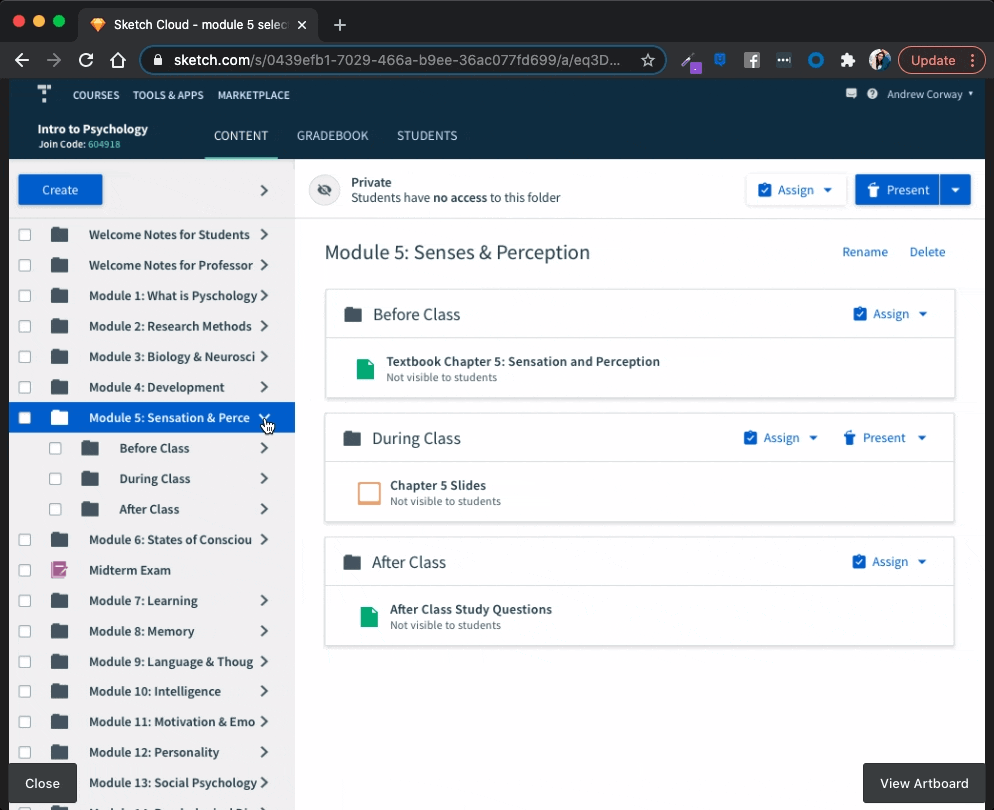 Sketch Cloud - module 5 selec
sketch.com/s/0439efb1-7029-466a-b9ee-36ac077fd699/a/eq3D...
Update
COURSES
TOOLS & APPS
MARKETPLACE
Andrew Corway
Intro to Psychology
Join Code: 604918
CONTENT
GRADEBOOK
STUDENTS
Create
Private
Students have no access to this folder
Assign
Present
Welcome Notes for Students
Welcome Notes for Professor
Module 1: What is Pyschology
Module 2: Research Methods
Module 3: Biology & Neurosci
Module 4: Development
Module 5: Sensation & Perce
Before Class
During Class
After Class
Module 6: States of Consciou
Midterm Exam
Module 7: Learning
Module 8: Memory
Module 9: Language & Thoug
Module 10: Intelligence
Module 11: Motivation & Emo
Module 12: Personality
Module 13: Social Psychology
Module 5: Senses & Perception
Rename
Delete
Before Class
Assign
Textbook Chapter 5: Sensation and Perception
Not visible to students
During Class
Assign
Present
Chapter 5 Slides
Not visible to students
After Class
Assign
After Class Study Questions
Not visible to students
Close
View Artboard